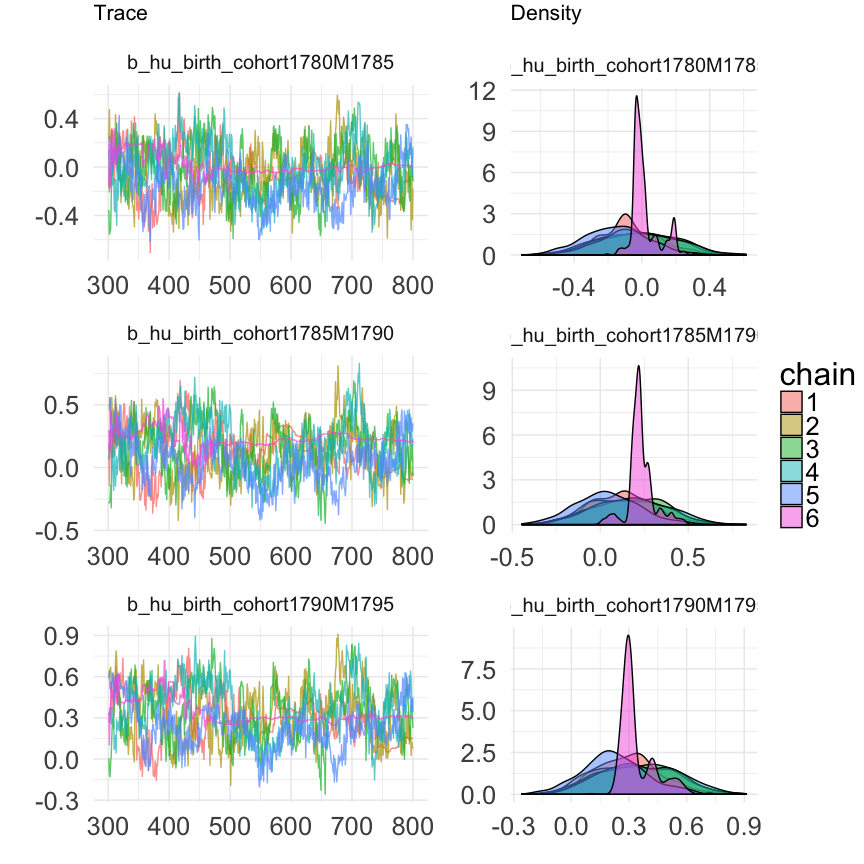 Trace
Density
b_hu_birth_cohort1780M1785
_hu_birth_cohort1780M178
0.4
0.0
-0.4
300 400 500 600 700 800
12
9
6
3
0
-0.4 0.0 0.4
b_hu_birth_cohort1785M1790
_hu_birth_cohort1785M179
0.5
0.0
-0.5
300 400 500 600 700 800
9
6
3
0
-0.5 0.0 0.5
chain
1
2
3
4
5
6
b_hu_birth_cohort1790M1795
_hu_birth_cohort1790M179
0.9
0.6
0.3
0.0
-0.3
300 400 500 600 700 800
7.5
5.0
2.5
0.0
-0.3 0.0 0.3 0.6 0.9